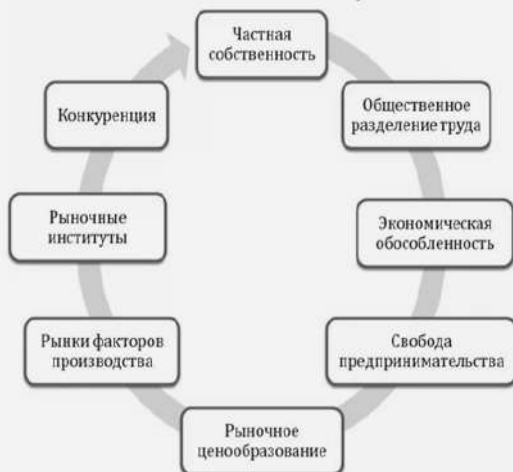 Частная
собственность
Общественное
разделение труда
Экономическая
обособленность
Свобода
предпринимательства
Рыночное
ценообразование
Рынки факторов
производства
Рыночные
институты
Конкуренция